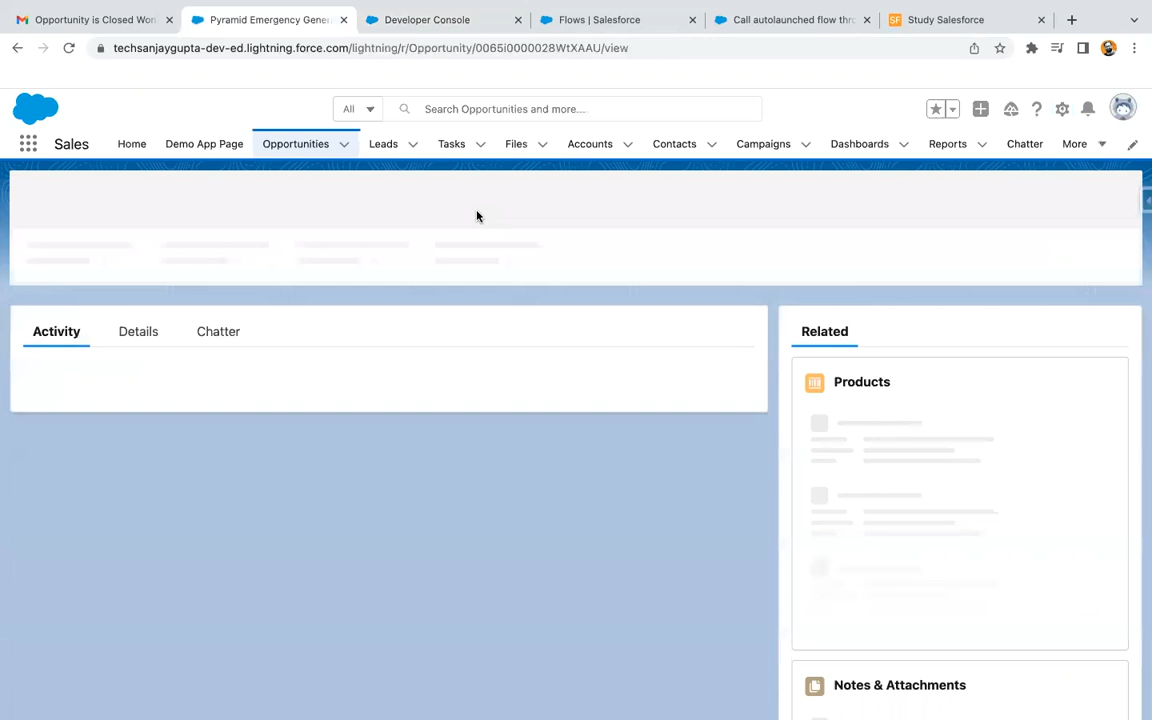 Opportunity is Closed Won
Pyramid Emergency Gener
Developer Console
Flows | Salesforce
Call autolaunched flow thro
Study Salesforce
techsanjaygupta-dev-ed.lightning.force.com/lightning/r/Opportunity/0065i0000028WtXAAU/view
All
Search Opportunities and more...
Sales
Home
Demo App Page
Opportunities
Leads
Tasks
Files
Accounts
Contacts
Campaigns
Dashboards
Reports
Chatter
More
Activity
Details
Chatter
Related
Products
Notes & Attachments